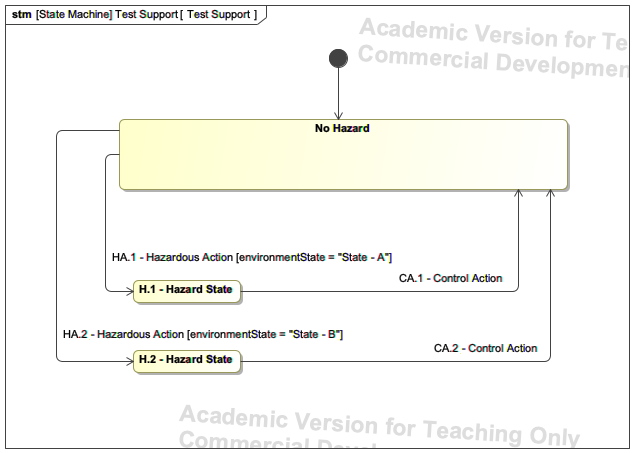 stm [State Machine] Test Support [ Test Support ]
Academic Version for Te
Commercial Developmen
No Hazard
HA.1 - Hazardous Action [environmentState = "State - A"]
CA.1 - Control Action
H.1 - Hazard State
HA.2 - Hazardous Action [environmentState = "State - B"]
CA.2 - Control Action
H.2 - Hazard State
Academic Version for Teaching Only
Commercial Devel